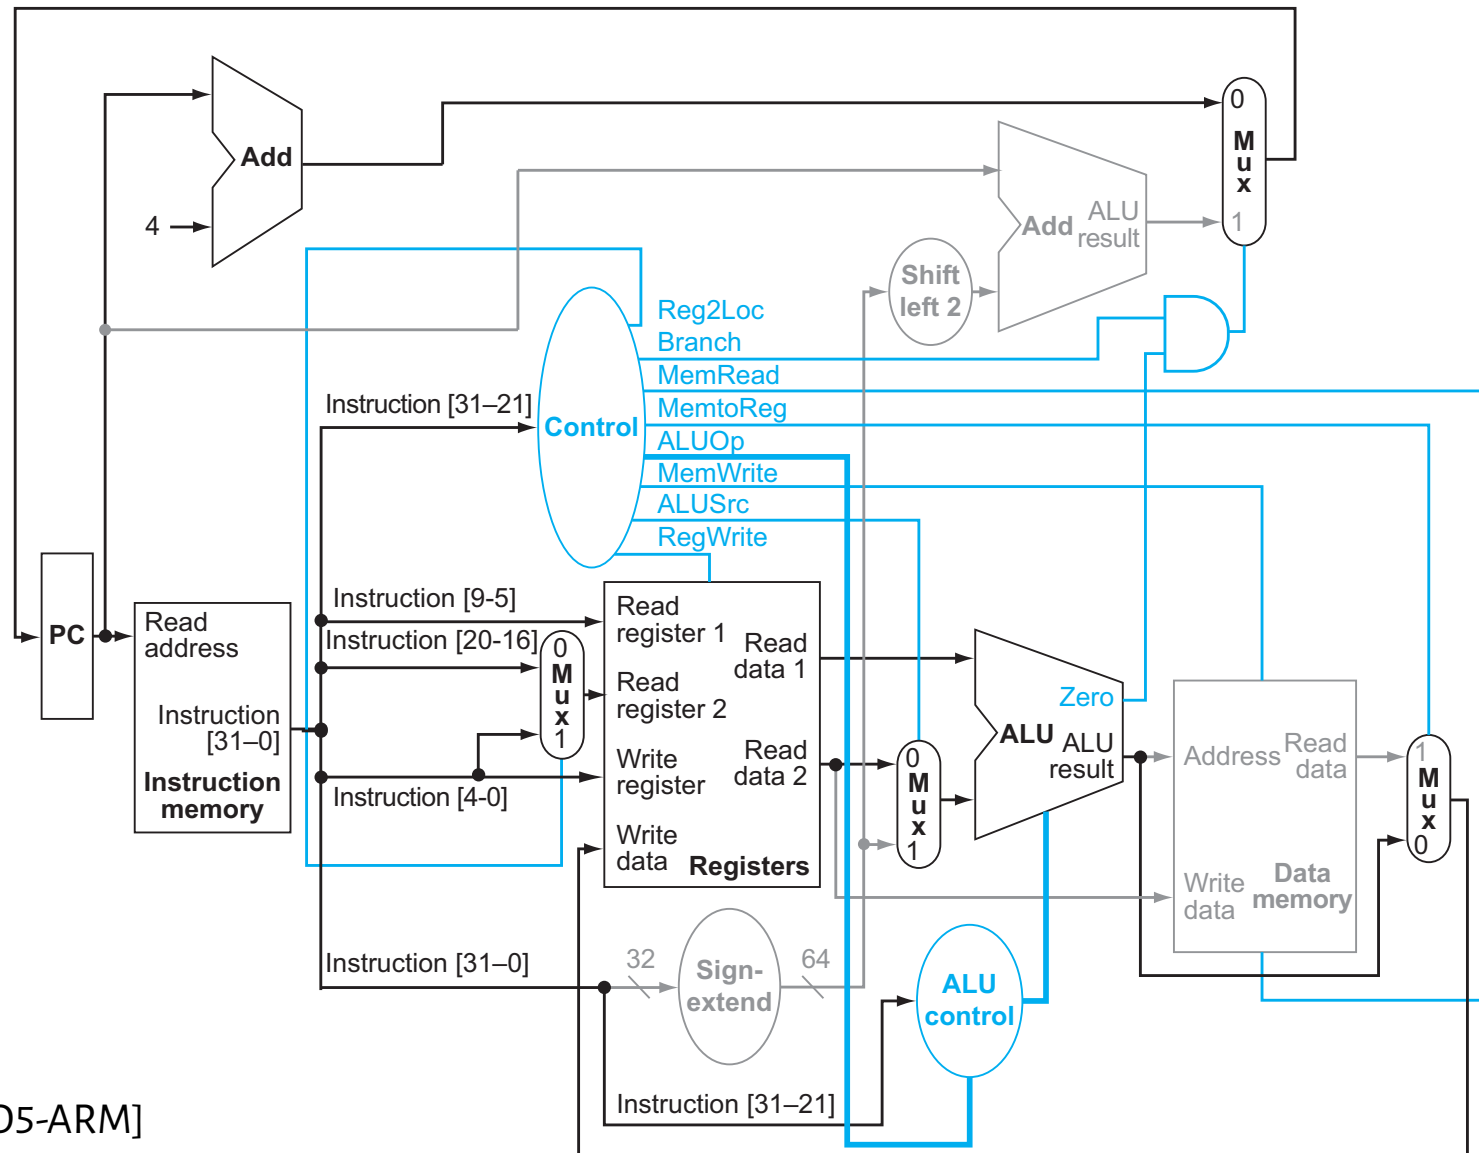 0
Mux
1
Add
4
Add
ALU
result
Shift
left 2
Reg2Loc
Branch
MemRead
MemtoReg
ALUOp
MemWrite
ALUSrc
RegWrite
Instruction [31–21]
Control
PC
Read
address
Instruction
[31–0]
Instruction
memory
Instruction [9-5]
Instruction [20-16]
Instruction [4-0]
0
Mux
1
Read
register 1
Read
register 2
Write
register
Write
data
Read
data 1
Read
data 2
Registers
0
Mux
1
Zero
ALU
ALU
result
Address
Read
data
Write
data
Data
memory
1
Mux
0
Instruction [31–0]
32
Sign-
extend
64
ALU
control
Instruction [31–21]
D5-ARM]